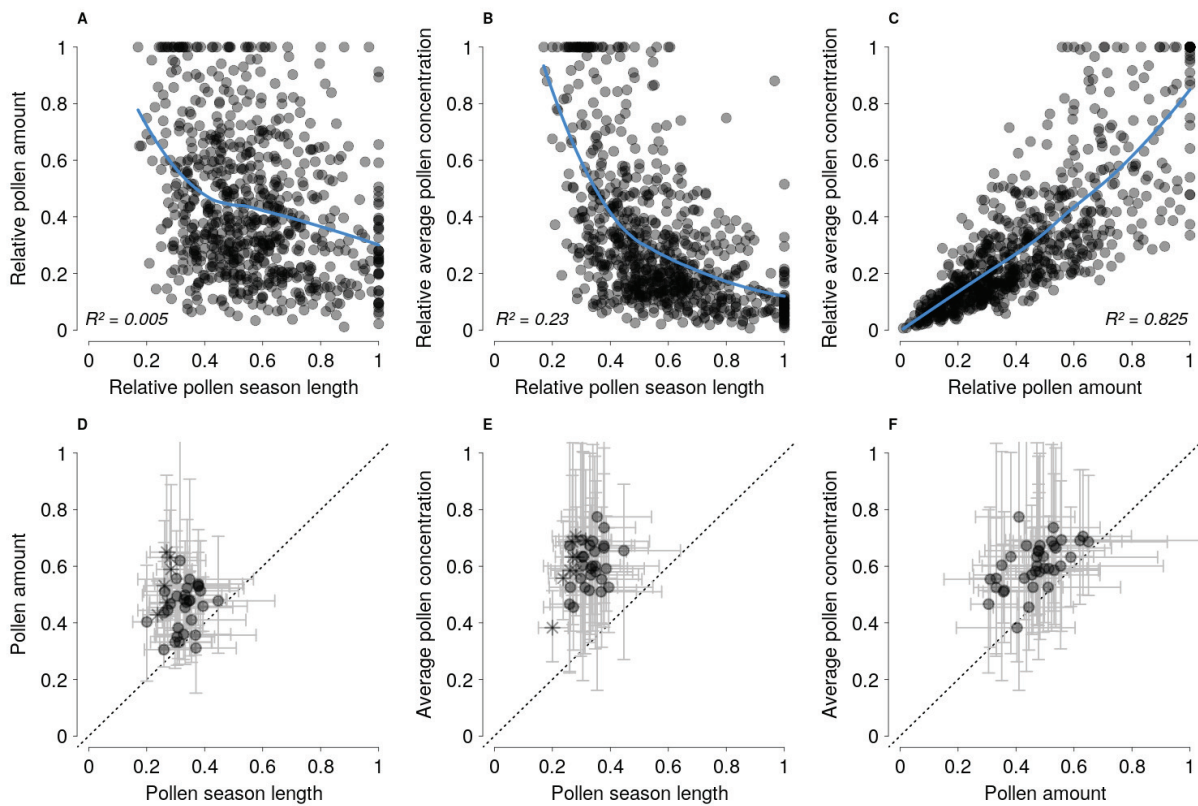 A
Relative pollen amount
1
0.8
0.6
0.4
0.2
0
R² = 0.005
0 0.2 0.4 0.6 0.8 1
Relative pollen season length
B
Relative average pollen concentration
1
0.8
0.6
0.4
0.2
0
R² = 0.23
0 0.2 0.4 0.6 0.8 1
Relative pollen season length
C
Relative average pollen concentration
1
0.8
0.6
0.4
0.2
0
R² = 0.825
0 0.2 0.4 0.6 0.8 1
Relative pollen amount
D
Pollen amount
1
0.8
0.6
0.4
0.2
0
0 0.2 0.4 0.6 0.8 1
Pollen season length
E
Average pollen concentration
1
0.8
0.6
0.4
0.2
0
0 0.2 0.4 0.6 0.8 1
Pollen season length
F
Average pollen concentration
1
0.8
0.6
0.4
0.2
0
0 0.2 0.4 0.6 0.8 1
Pollen amount